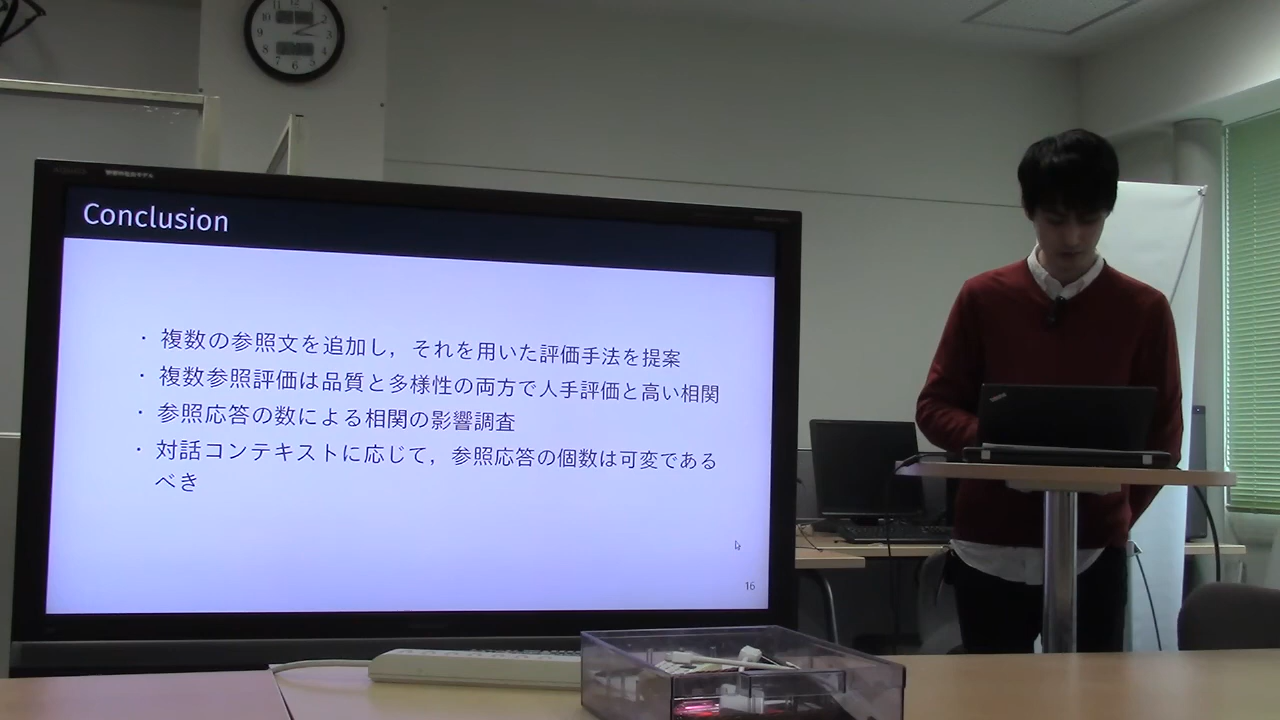 Conclusion
・複数の参照文を追加し，それを用いた評価手法を提案
・複数参照評価は品質と多様性の両方で人手評価と高い相関
・参照応答の数による相関の影響調査
・対話コンテキストに応じて，参照応答の個数は可変である
べき
16